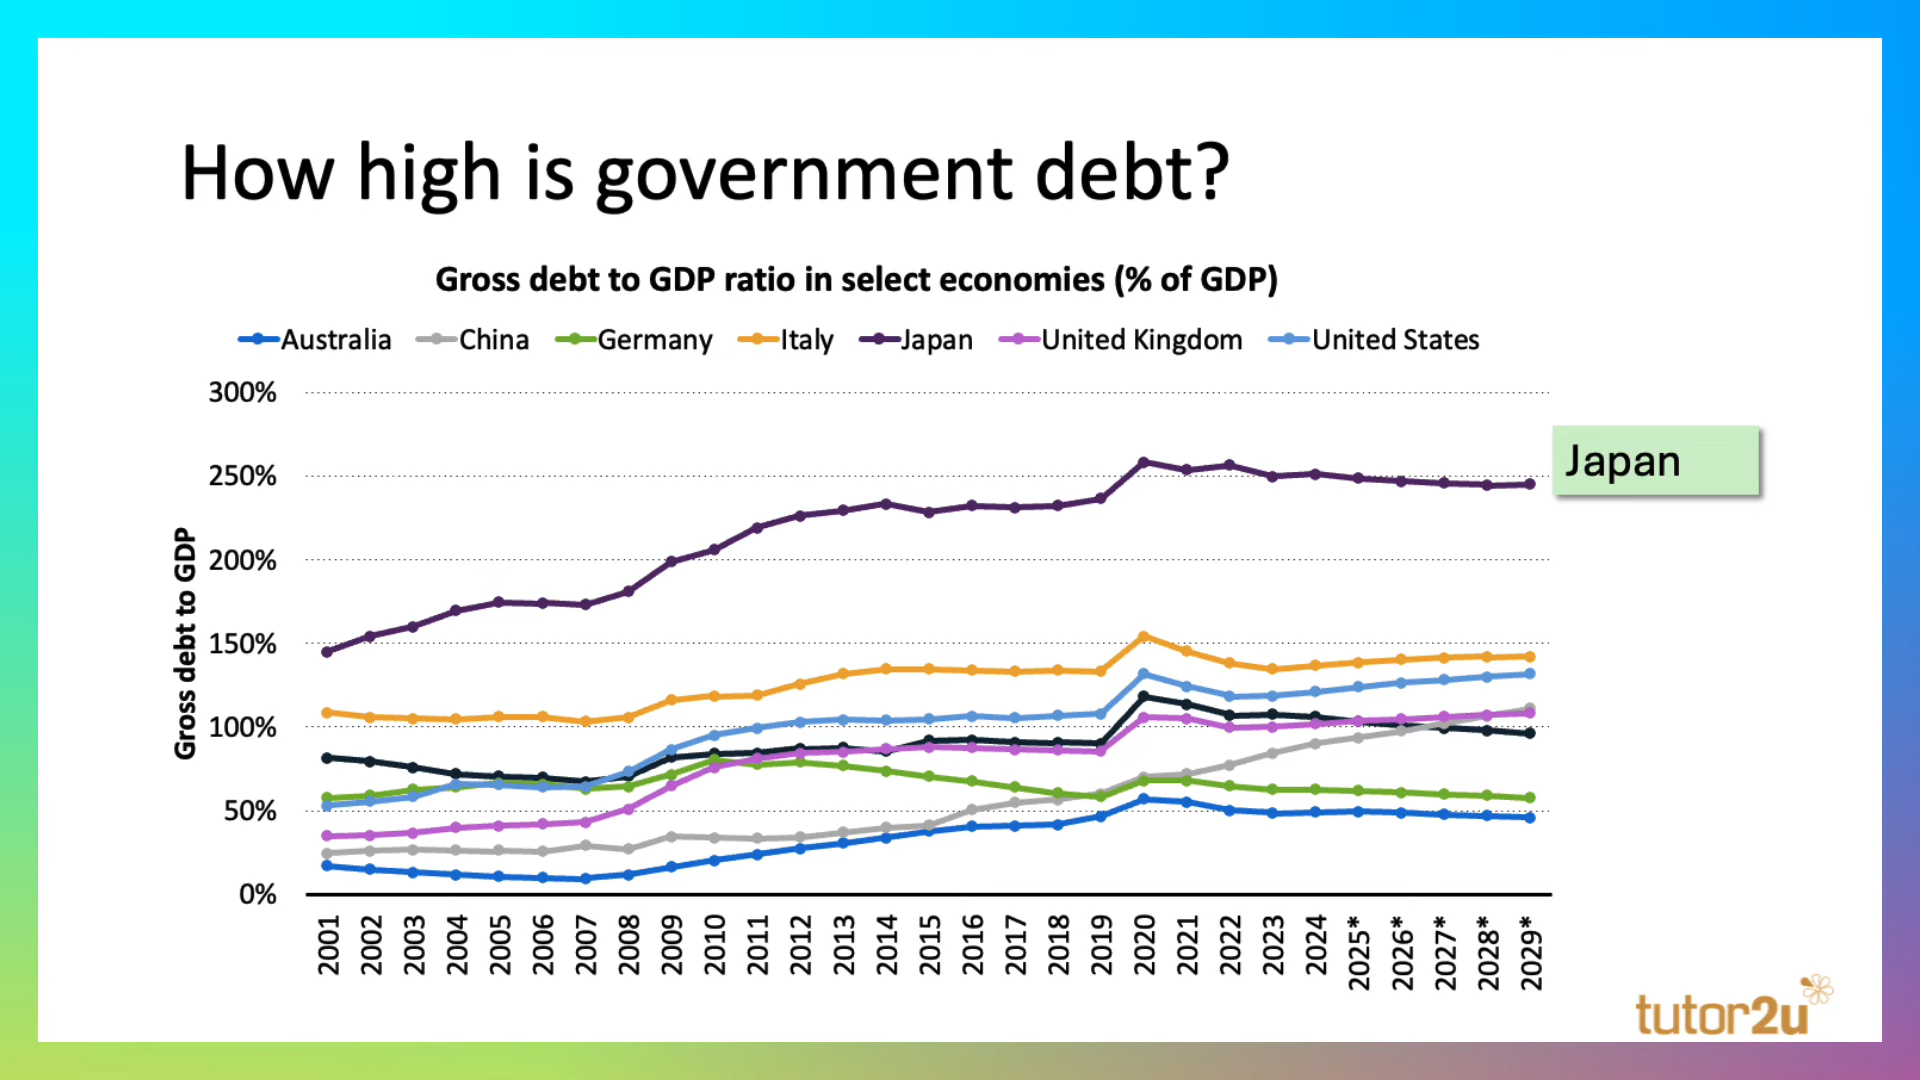 How high is government debt?
Gross debt to GDP ratio in select economies (% of GDP)
Australia China Germany Italy Japan United Kingdom United States
300%
250%
200%
150%
100%
50%
0%
Gross debt to GDP
Japan
2001 2002 2003 2004 2005 2006 2007 2008 2009 2010 2011 2012 2013 2014 2015 2016 2017 2018 2019 2020 2021 2022 2023 2024 2025* 2026* 2027* 2028* 2029*
tutor2u